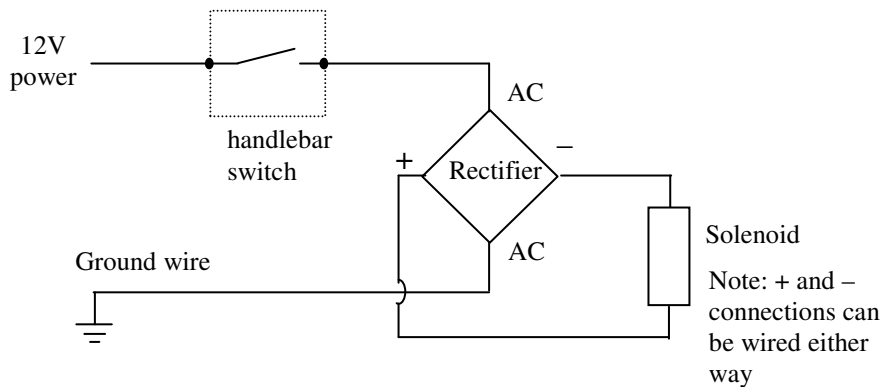 12V
power
handlebar
switch
AC
+
Rectifier
–
AC
Ground wire
Solenoid
Note: + and –
connections can
be wired either
way